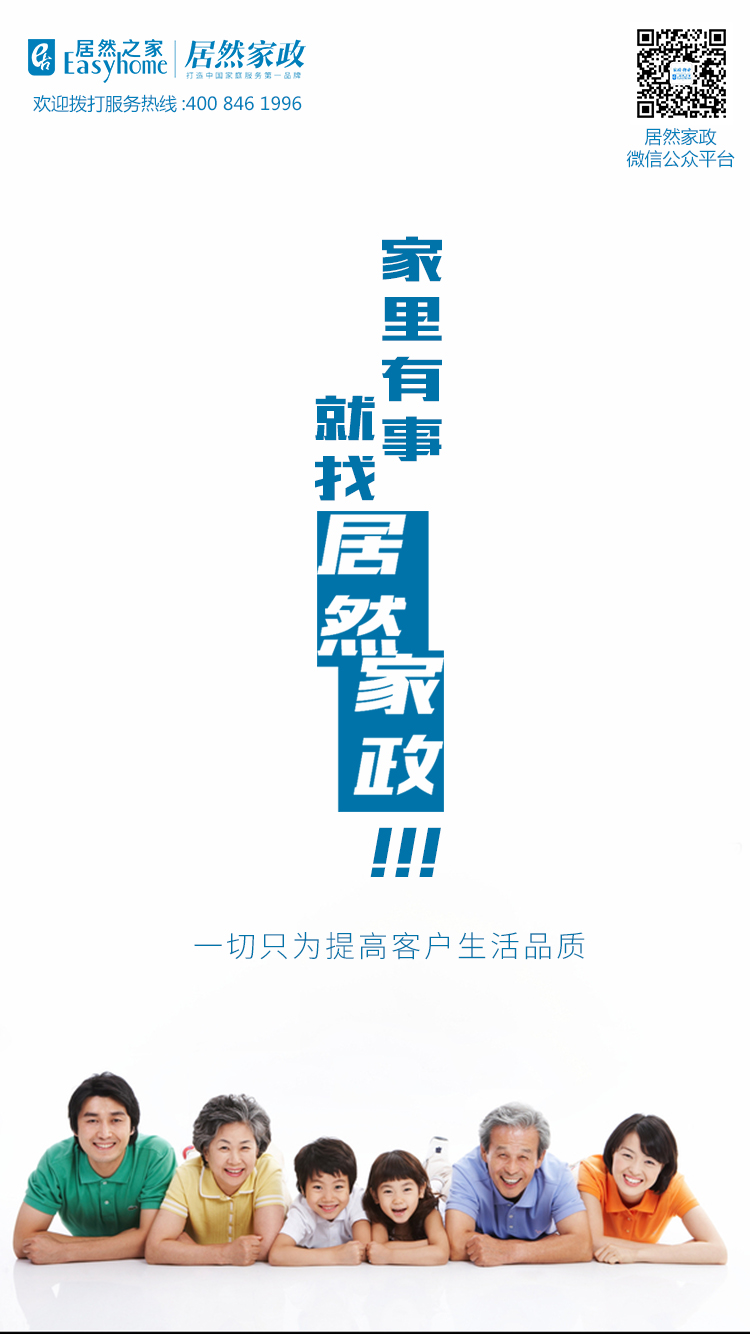 居然之家
Easyhome
居然家政
打造中国家庭服务第一品牌
欢迎拨打服务热线 :400 846 1996
居然家政
微信公众平台
家里有事
就找
居然
家政
!!!
一切只为提高客户生活品质